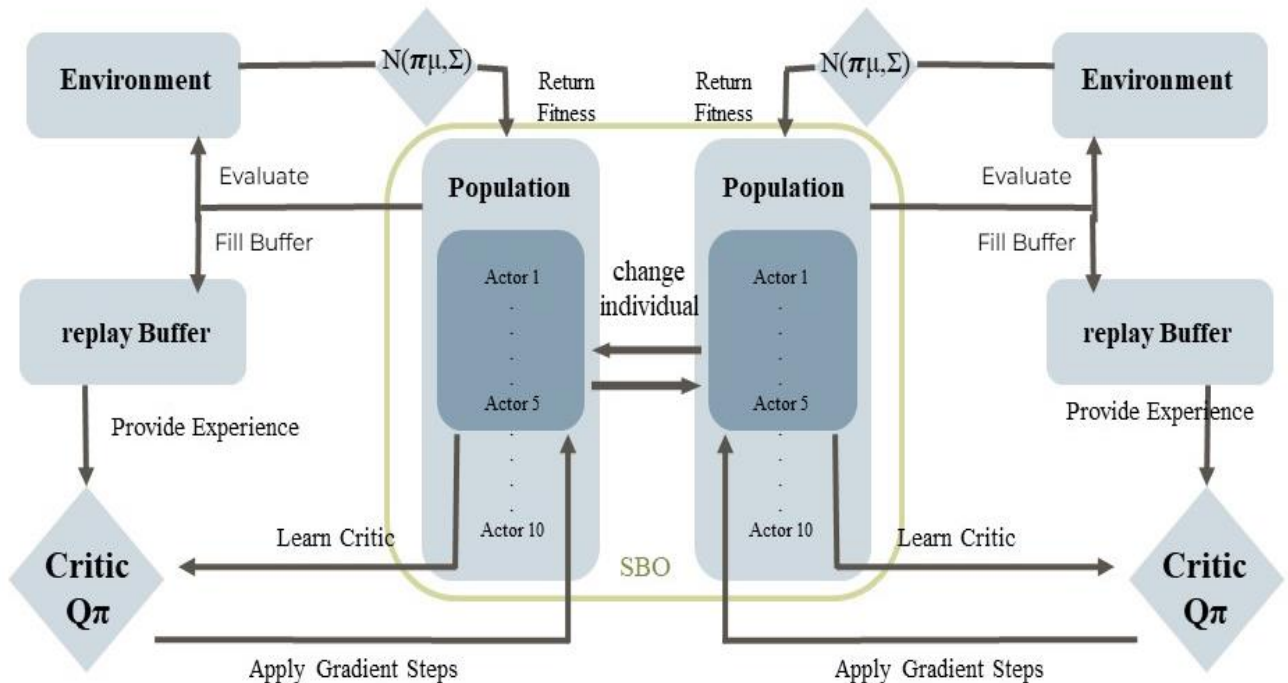 Environment
N(πμ,Σ)
Return
Fitness
Evaluate
Fill Buffer
replay Buffer
Provide Experience
Critic
Qπ
Learn Critic
Apply Gradient Steps
Population
Actor 1
.
.
.
.
Actor 5
.
.
.
Actor 10
change
individual
SBO
N(πμ,Σ)
Return
Fitness
Environment
Population
Actor 1
.
.
.
.
Actor 5
.
.
.
Actor 10
Evaluate
Fill Buffer
replay Buffer
Provide Experience
Learn Critic
Critic
Qπ
Apply Gradient Steps